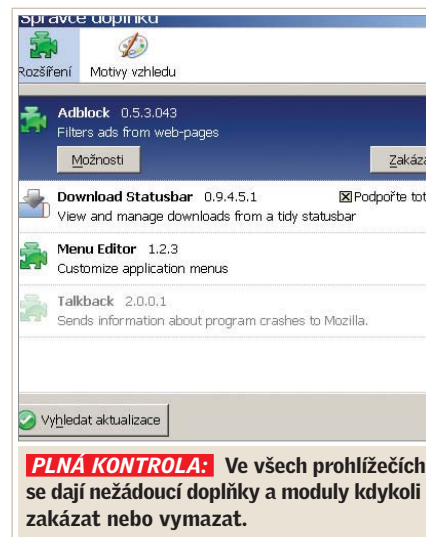 Správce doplňků
Rozšíření Motivy vzhledu
Adblock 0.5.3.043
Filters ads from web-pages
Možnosti
Download Statusbar 0.9.4.5.1 Podpořte
View and manage downloads from a tidy statusbar
Menu Editor 1.2.3
Customize application menus
Talkback 2.0.0.1
Sends information about program crashes to Mozilla.
Vyhledat aktualizace
PLNÁ KONTROLA: Ve všech prohlížečích
se dají nežádoucí doplňky a moduly kdykoli
zakázat nebo vymazat.